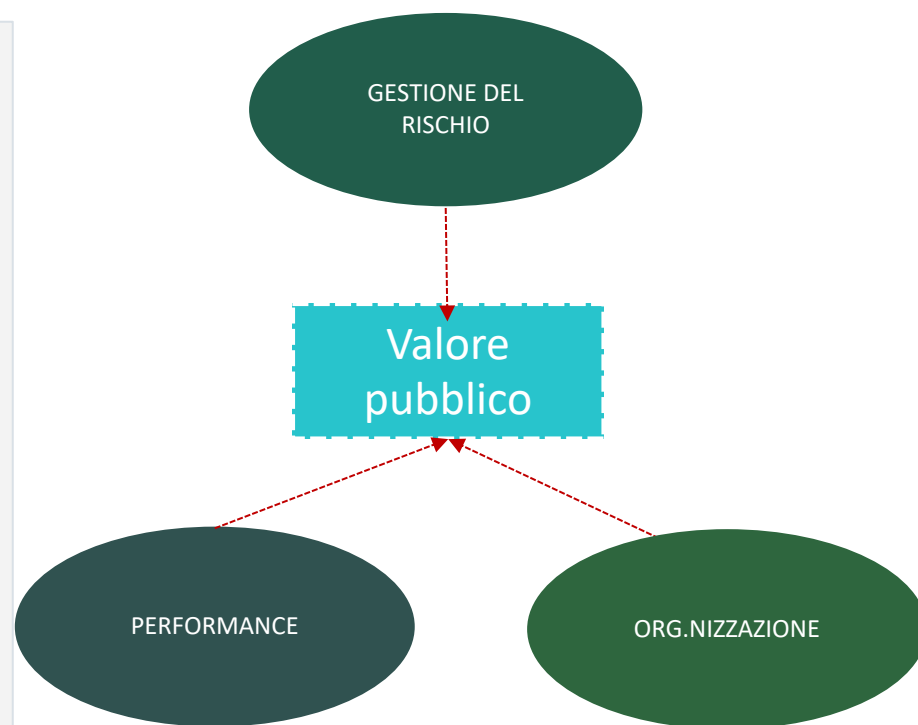 GESTIONE DEL
RISCHIO
Valore
pubblico
PERFORMANCE
ORG.NIZZAZIONE